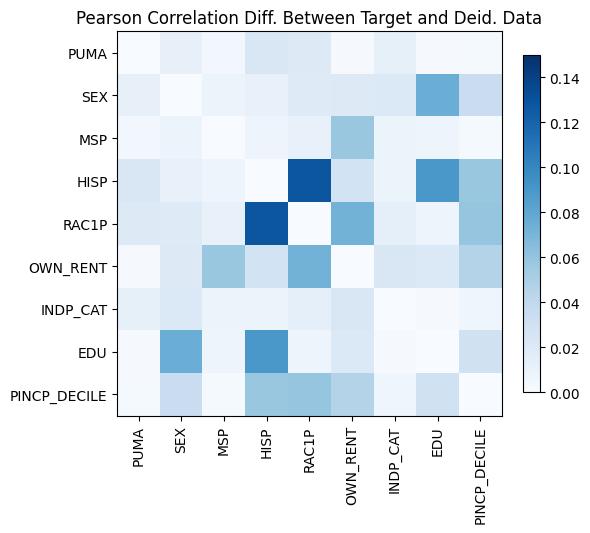 Pearson Correlation Diff. Between Target and Deid. Data
PUMA
SEX
MSP
HISP
RAC1P
OWN_RENT
INDP_CAT
EDU
PINCP_DECILE
PUMA
SEX
MSP
HISP
RAC1P
OWN_RENT
INDP_CAT
EDU
PINCP_DECILE
0.14
0.12
0.10
0.08
0.06
0.04
0.02
0.00